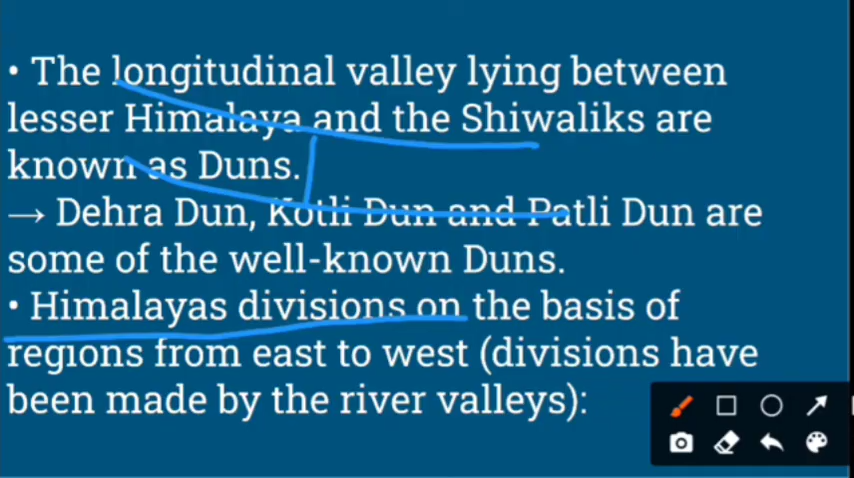 • The longitudinal valley lying between
lesser Himalaya and the Shiwaliks are
known as Duns.
→ Dehra Dun, Kotli Dun and Patli Dun are
some of the well-known Duns.
• Himalayas divisions on the basis of
regions from east to west (divisions have
been made by the river valleys):